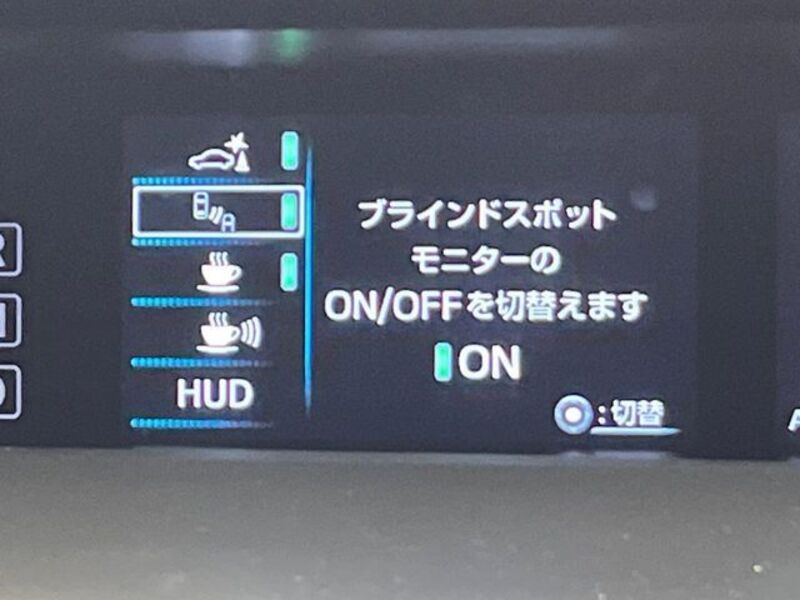 ブラインドスポット
モニターの
ON/OFFを切替えます
ON
HUD
:切替